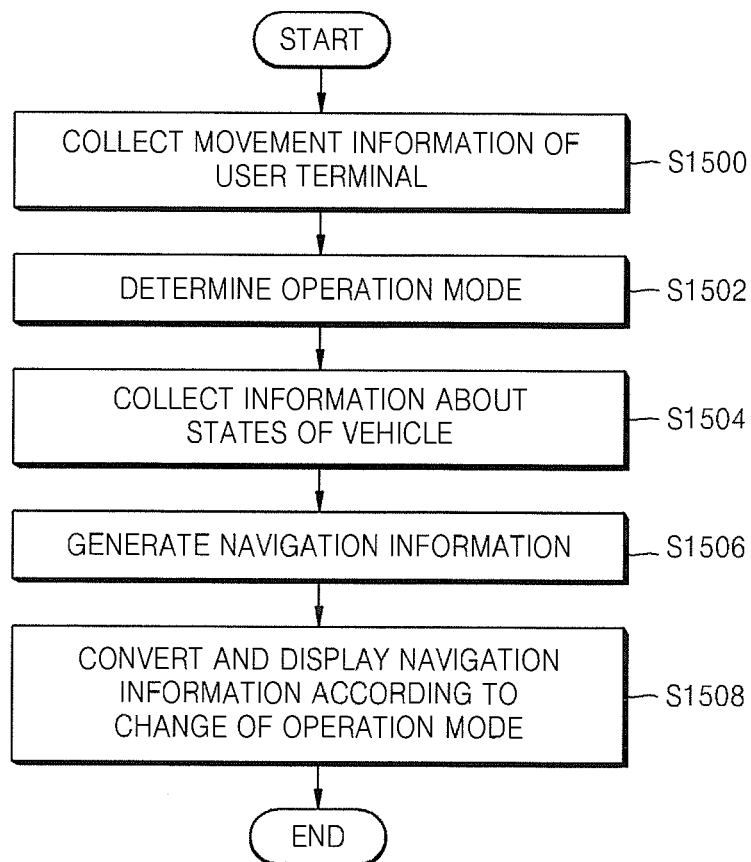 START
COLLECT MOVEMENT INFORMATION OF
USER TERMINAL
S1500
DETERMINE OPERATION MODE
S1502
COLLECT INFORMATION ABOUT
STATES OF VEHICLE
S1504
GENERATE NAVIGATION INFORMATION
S1506
CONVERT AND DISPLAY NAVIGATION
INFORMATION ACCORDING TO
CHANGE OF OPERATION MODE
S1508
END